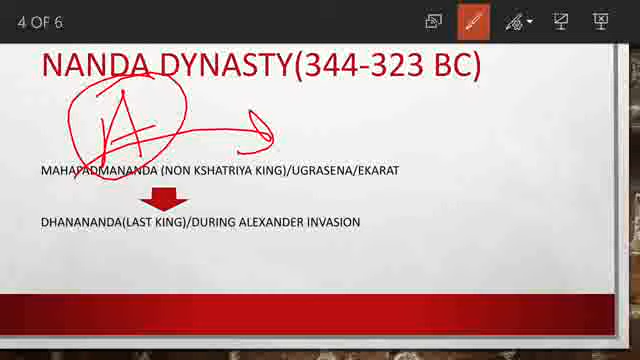 4 OF 6
NANDA DYNASTY(344-323 BC)
A
MAHAPADMANANDA (NON KSHATRIYA KING)/UGRASENA/EKARAT
DHANANANDA(LAST KING)/DURING ALEXANDER INVASION